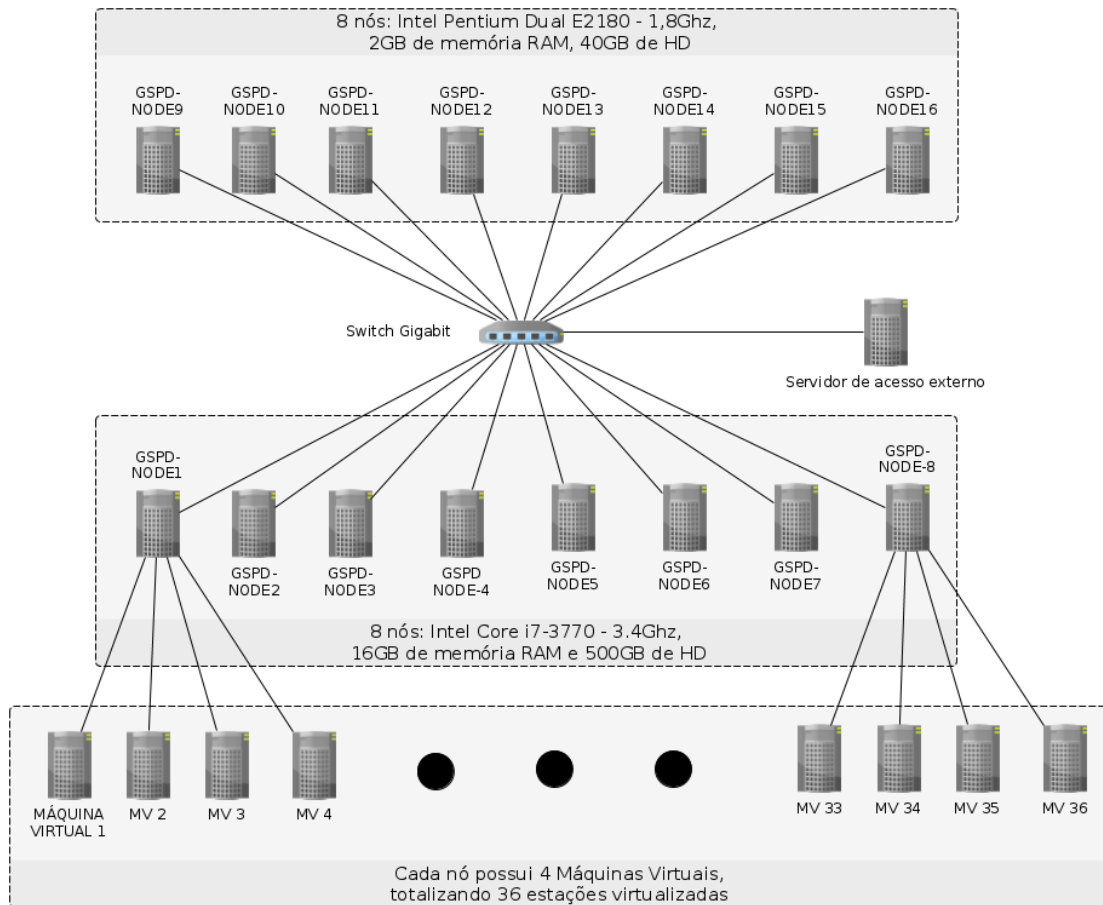 8 nós: Intel Pentium Dual E2180 - 1,8Ghz,
2GB de memória RAM, 40GB de HD
GSPD-
NODE9
GSPD-
NODE10
GSPD-
NODE11
GSPD-
NODE12
GSPD-
NODE13
GSPD-
NODE14
GSPD-
NODE15
GSPD-
NODE16
Switch Gigabit
Servidor de acesso externo
GSPD-
NODE1
GSPD-
NODE2
GSPD-
NODE3
GSPD
NODE-4
GSPD-
NODE5
GSPD-
NODE6
GSPD-
NODE7
GSPD-
NODE-8
8 nós: Intel Core i7-3770 - 3.4Ghz,
16GB de memória RAM e 500GB de HD
MÁQUINA
VIRTUAL 1
MV 2
MV 3
MV 4
MV 33
MV 34
MV 35
MV 36
Cada nó possui 4 Máquinas Virtuais,
totalizando 36 estações virtualizadas